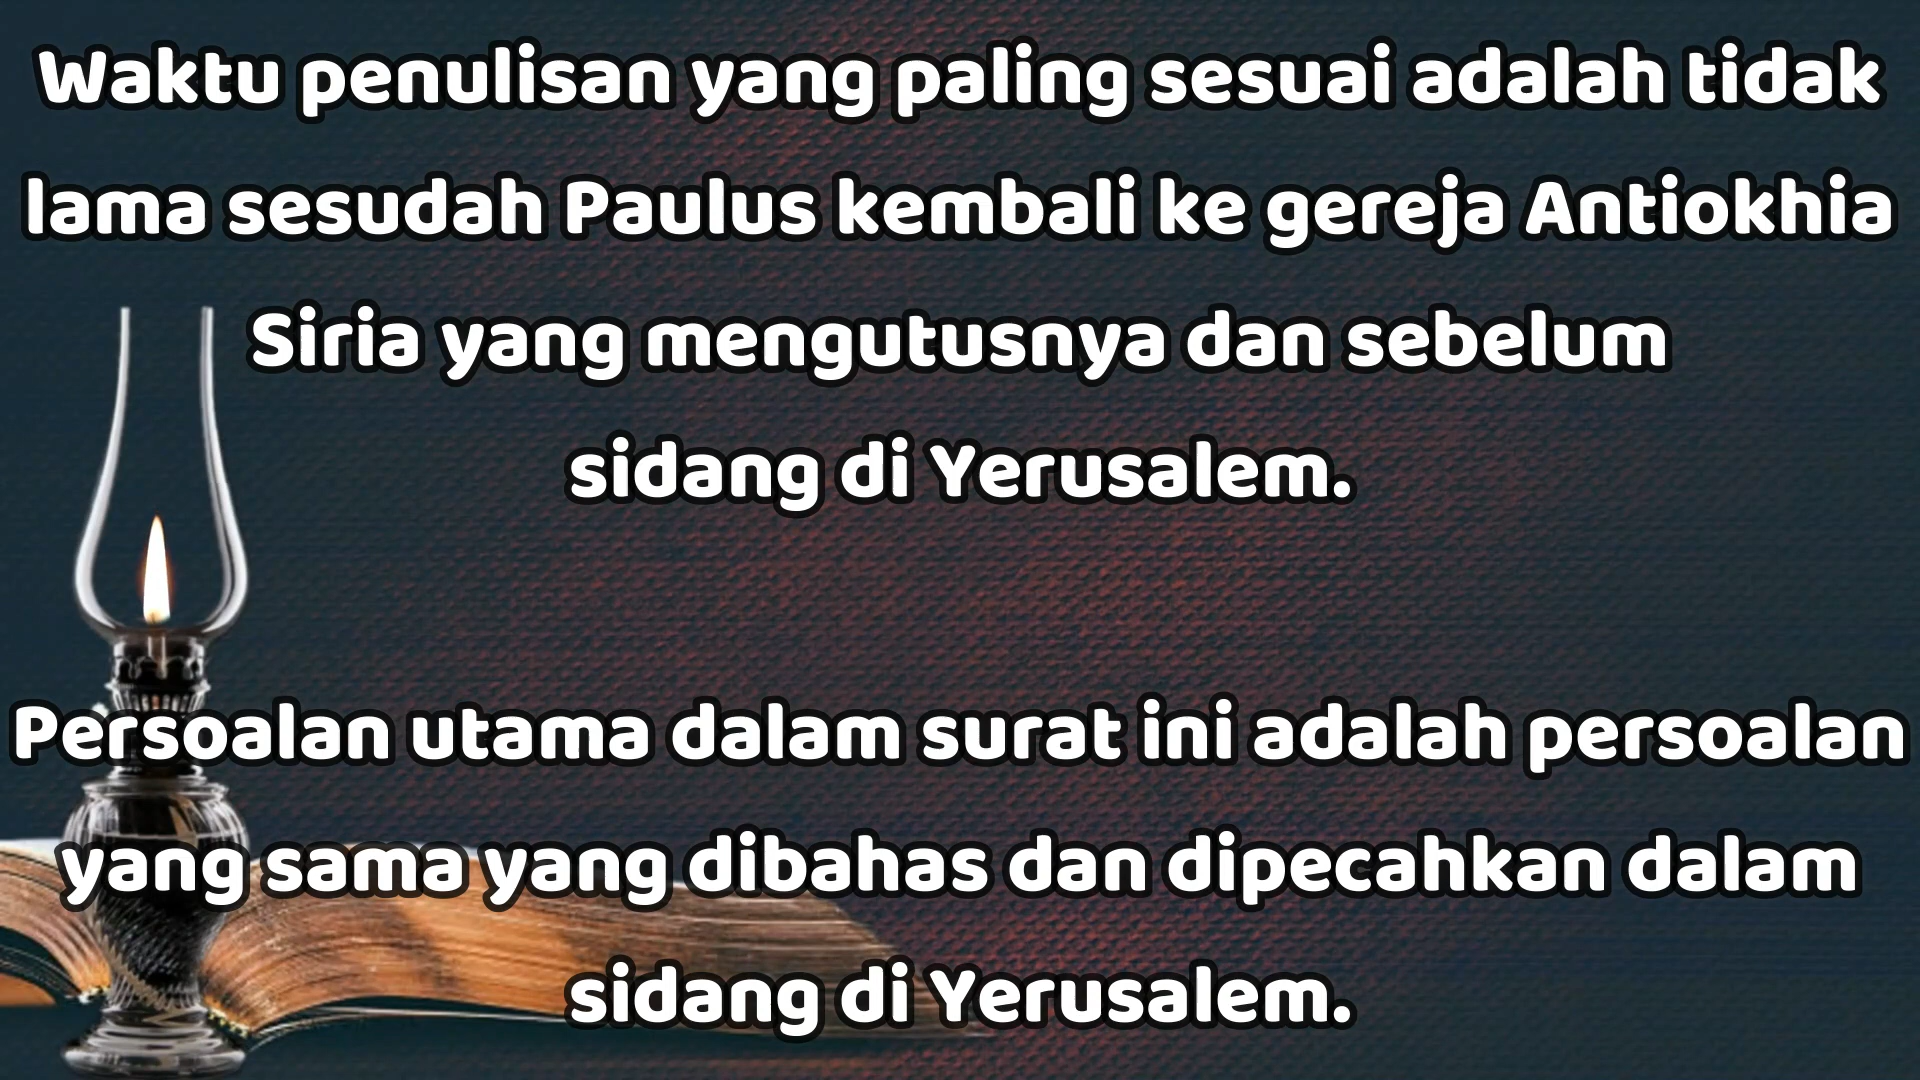 Waktu penulisan yang paling sesuai adalah tidak
lama sesudah Paulus kembali ke gereja Antiokhia
Siria yang mengutusnya dan sebelum
sidang di Yerusalem.
Persoalan utama dalam surat ini adalah persoalan
yang sama yang dibahas dan dipecahkan dalam
sidang di Yerusalem.